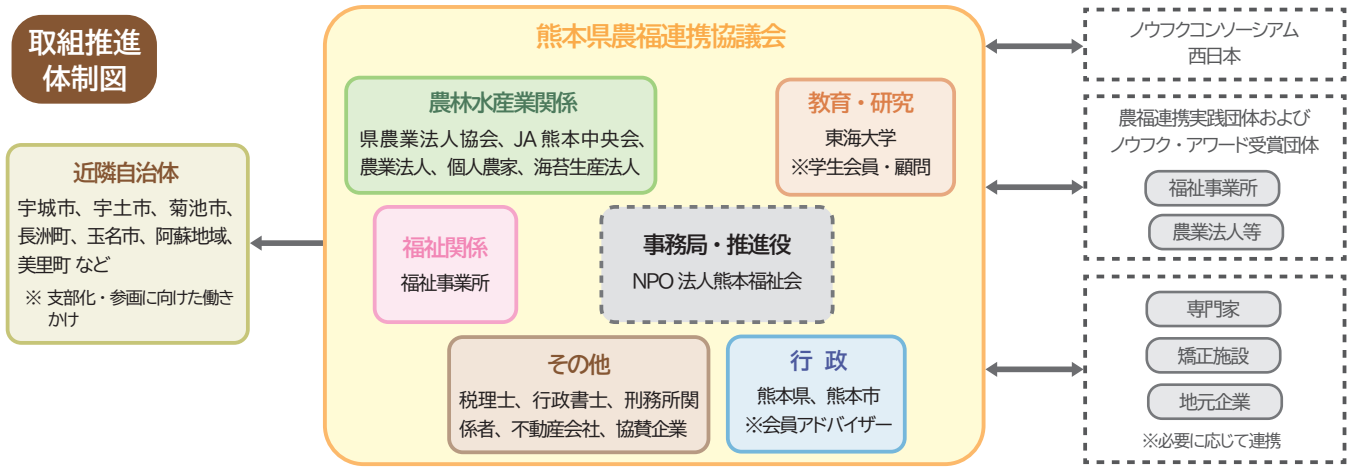 取組推進
体制図
近隣自治体
宇城市、宇土市、菊池市、
長洲町、玉名市、阿蘇地域、
美里町 など
※ 支部化・参画に向けた働き
かけ
熊本県農福連携協議会
農林水産業関係
県農業法人協会、JA 熊本中央会、
農業法人、個人農家、海苔生産法人
教育・研究
東海大学
※学生会員・顧問
福祉関係
福祉事業所
事務局・推進役
NPO 法人熊本福祉会
その他
税理士、行政書士、刑務所関
係者、不動産会社、協賛企業
行 政
熊本県、熊本市
※会員アドバイザー
ノウフクコンソーシアム
西日本
農福連携実践団体および
ノウフク・アワード受賞団体
福祉事業所
農業法人等
専門家
矯正施設
地元企業
※必要に応じて連携